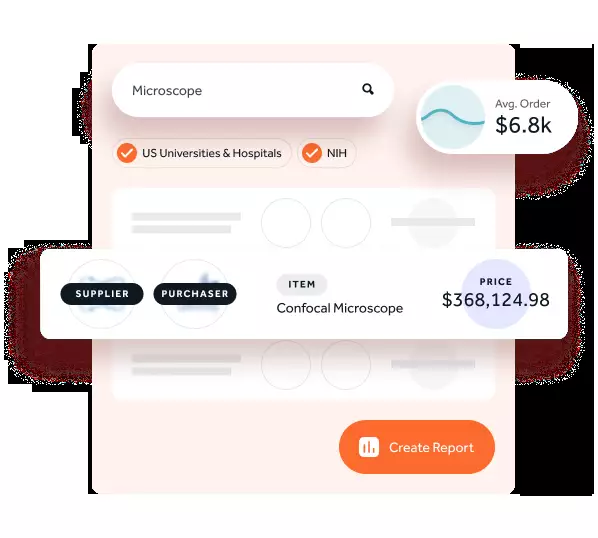 Microscope
Avg. Order
$6.8k
US Universities & Hospitals
NIH
SUPPLIER
PURCHASER
ITEM
Confocal Microscope
PRICE
$368,124.98
Create Report